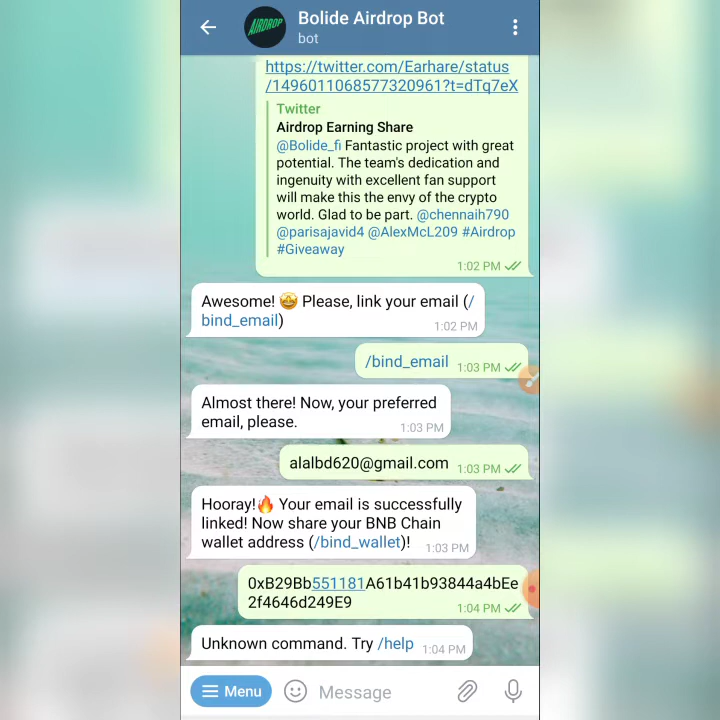 AIRDROP
Bolide Airdrop Bot
bot
https://twitter.com/Earhare/status
/1496011068577320961?t=dTq7eX
Twitter
Airdrop Earning Share
@Bolide_fi Fantastic project with great
potential. The team's dedication and
ingenuity with excellent fan support
will make this the envy of the crypto
world. Glad to be part. @chennaih790
@parisajavid4 @AlexMcL209 #Airdrop
#Giveaway
1:02 PM
Awesome! 🤩 Please, link your email (/
bind_email)
1:02 PM
/bind_email 1:03 PM
Almost there! Now, your preferred
email, please.
1:03 PM
alalbd620@gmail.com 1:03 PM
Hooray!🔥 Your email is successfully
linked! Now share your BNB Chain
wallet address (/bind_wallet)! 1:03 PM
0xB29Bb551181A61b41b93844a4bEe
2f4646d249E9 1:04 PM
Unknown command. Try /help 1:04 PM
Menu
Message